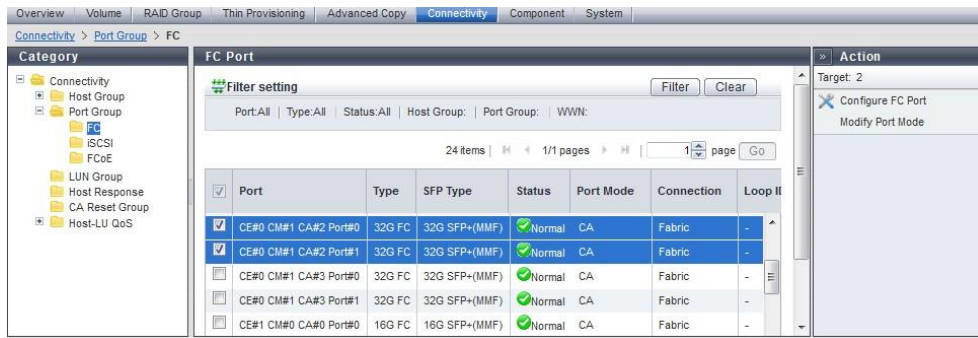 Overview Volume RAID Group Thin Provisioning Advanced Copy Connectivity Component System
Connectivity > Port Group > FC
Category
Connectivity
Host Group
Port Group
FC
iSCSI
FCoE
LUN Group
Host Response
CA Reset Group
Host-LU QoS
FC Port
Filter setting Filter Clear
Port:All | Type:All | Status:All | Host Group: | Port Group: | WWN:
24 items | 1/1 pages | 1 page Go
Port Type SFP Type Status Port Mode Connection Loop I
CE#0 CM#1 CA#2 Port#0 32G FC 32G SFP+(MMF) Normal CA Fabric -
CE#0 CM#1 CA#2 Port#1 32G FC 32G SFP+(MMF) Normal CA Fabric -
CE#0 CM#1 CA#3 Port#0 32G FC 32G SFP+(MMF) Normal CA Fabric -
CE#0 CM#1 CA#3 Port#1 32G FC 32G SFP+(MMF) Normal CA Fabric -
CE#1 CM#0 CA#0 Port#0 16G FC 16G SFP+(MMF) Normal CA Fabric -
» Action
Target: 2
Configure FC Port
Modify Port Mode